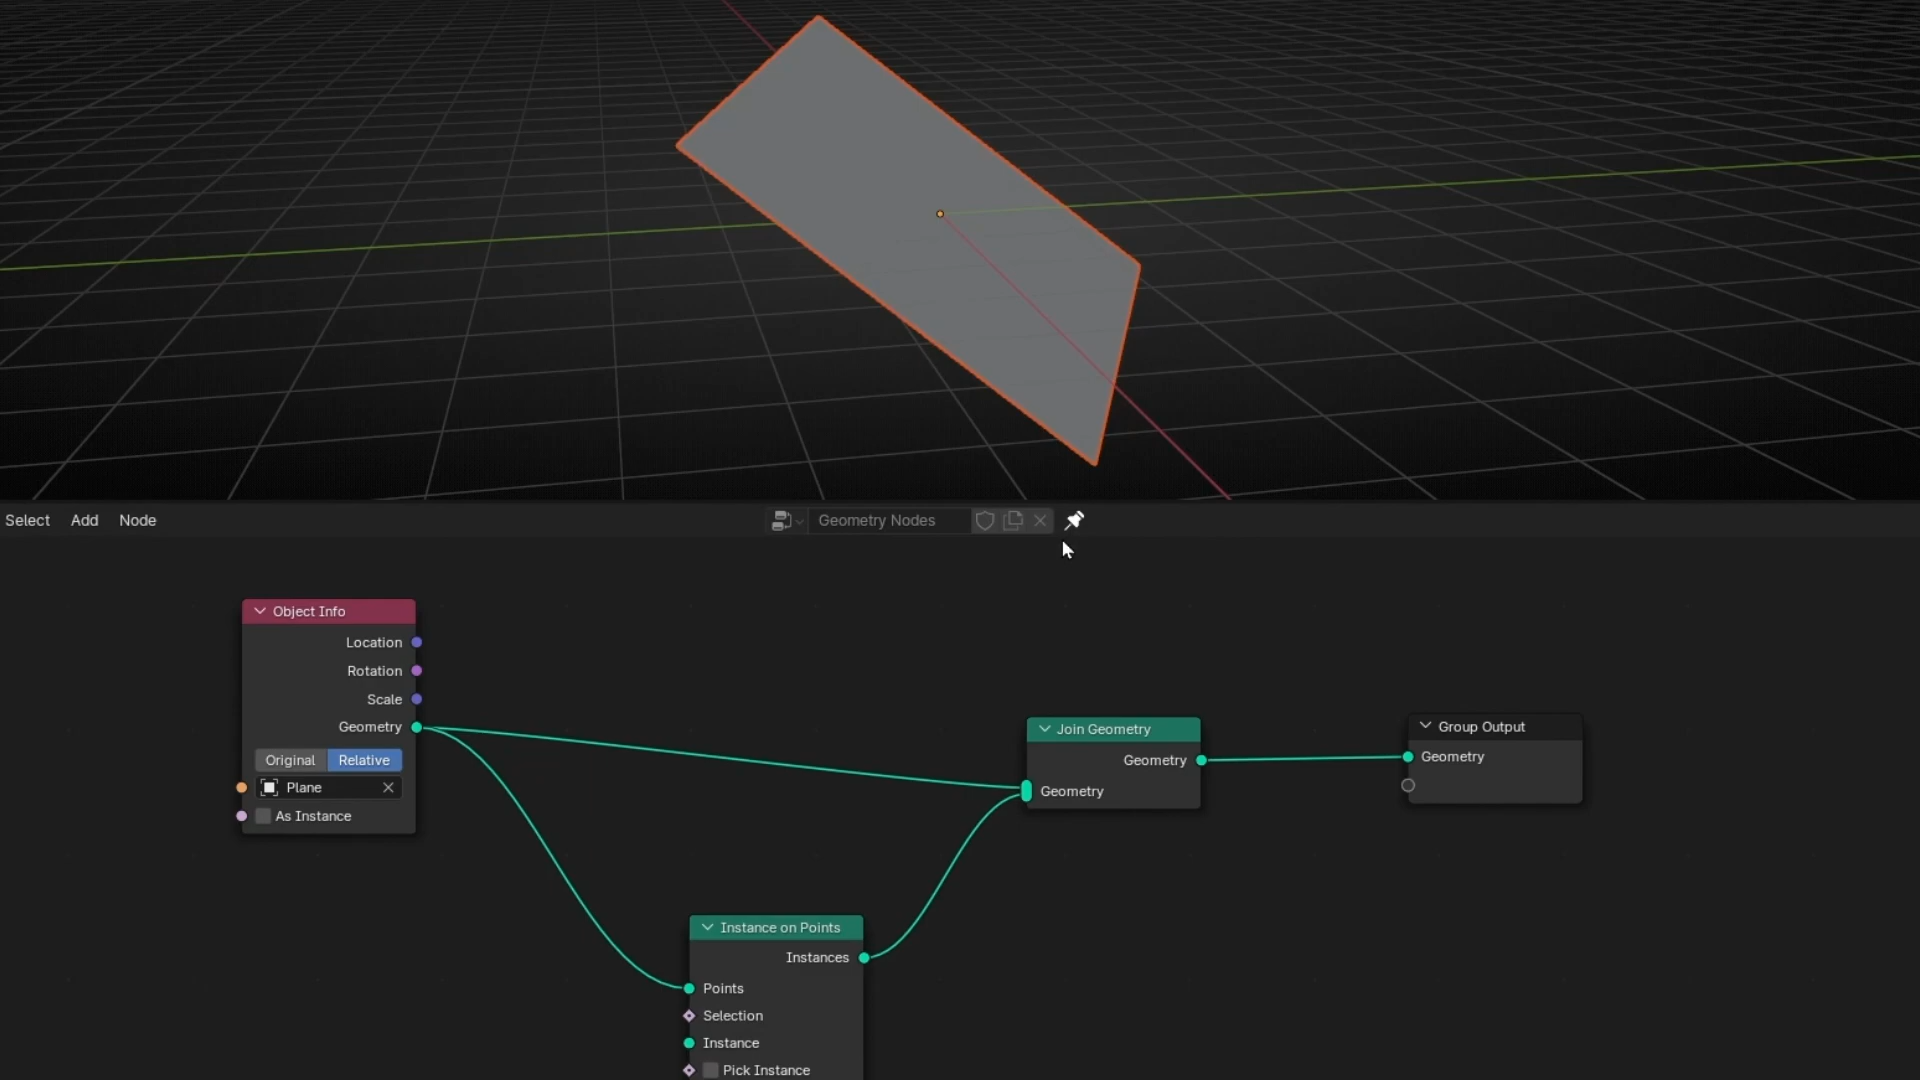 Select Add Node
Geometry Nodes
Object Info
Location
Rotation
Scale
Geometry
Original Relative
Plane
As Instance
Join Geometry
Geometry
Geometry
Group Output
Geometry
Instance on Points
Instances
Points
Selection
Instance
Pick Instance